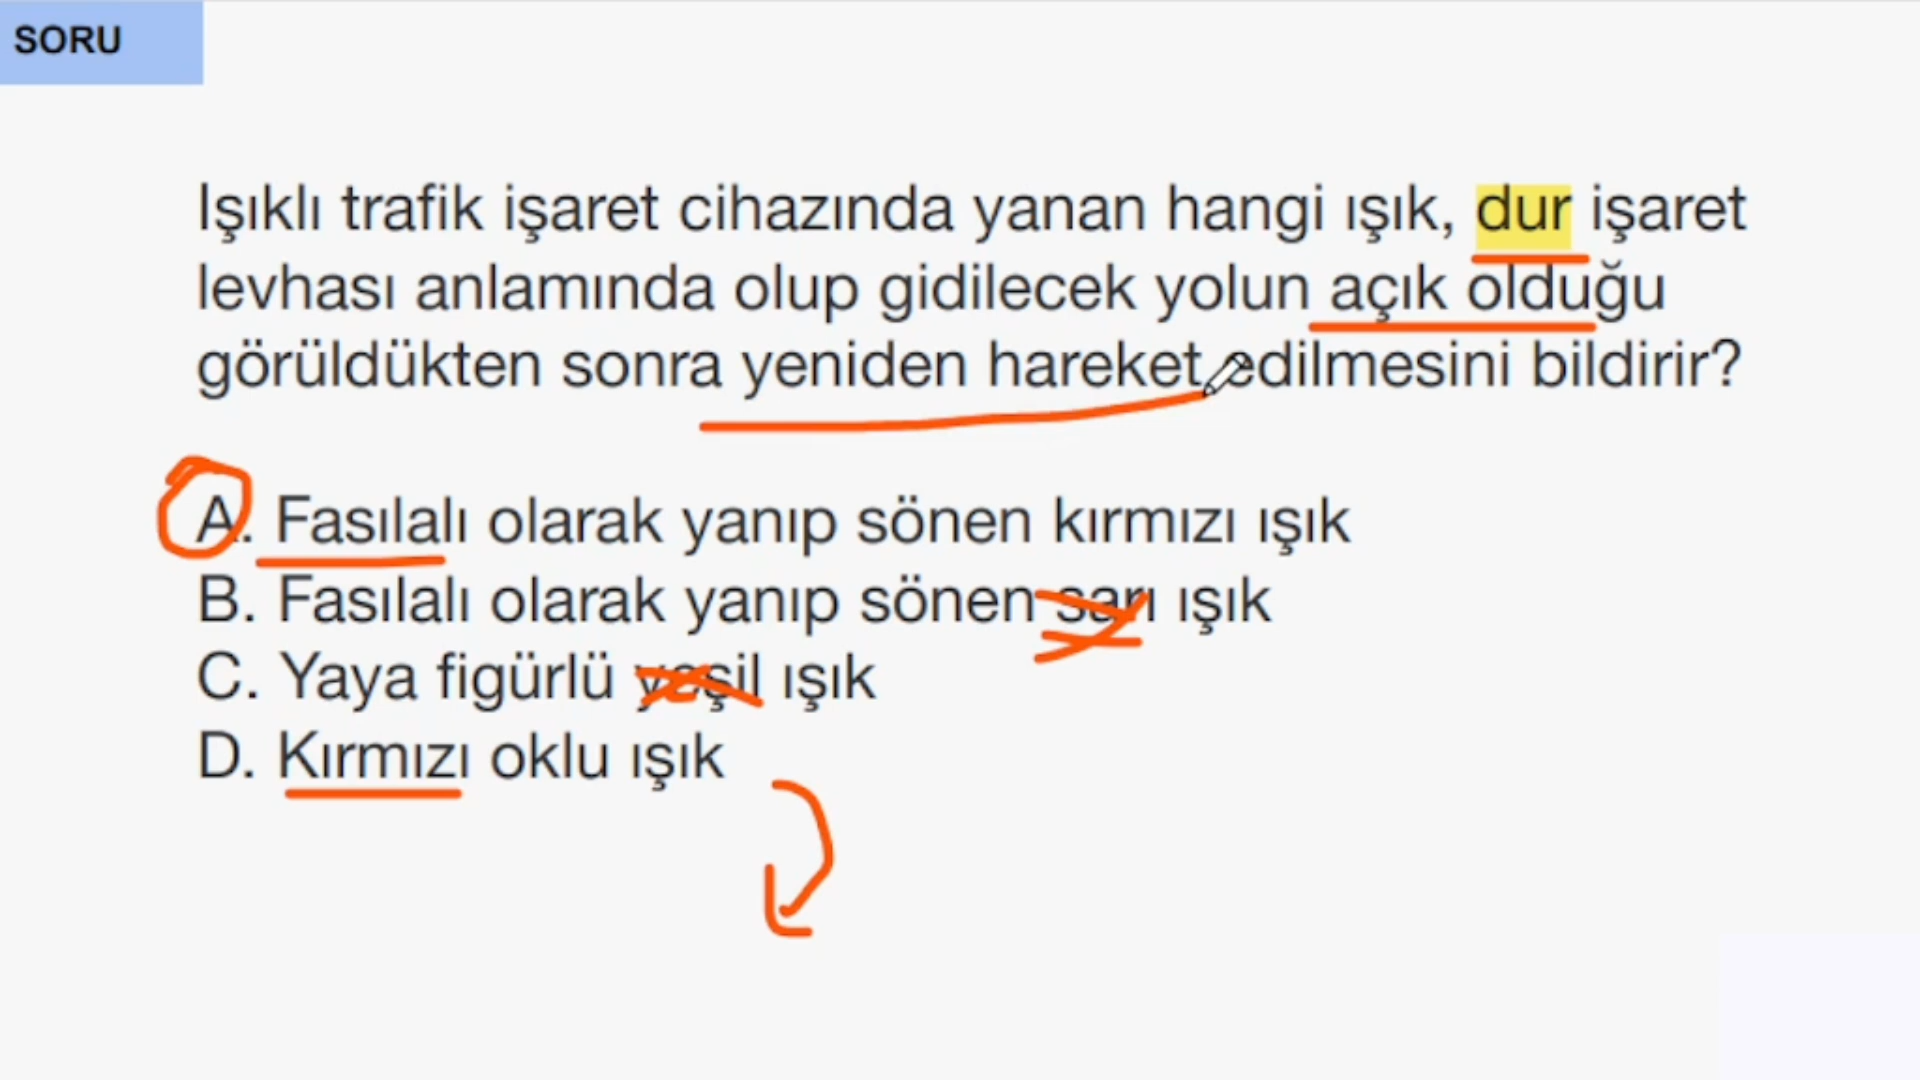 SORU
Işıklı trafik işaret cihazında yanan hangi ışık, dur işaret
levhası anlamında olup gidilecek yolun açık olduğu
görüldükten sonra yeniden hareket edilmesini bildirir?
A. Fasılalı olarak yanıp sönen kırmızı ışık
B. Fasılalı olarak yanıp sönen sarı ışık
C. Yaya figürlü yeşil ışık
D. Kırmızı oklu ışık